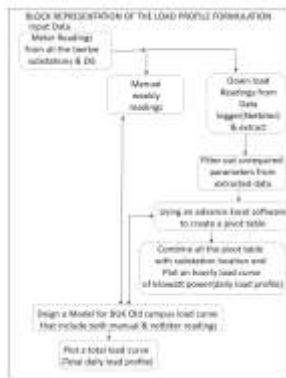 BLOCK REPRESENTATION OF THE LOAD PROFILE FORMULATION
Input Data
Meter Readings
from all the twelve
substations & DG
Manual
weekly
readings
Down load
Readings from
Data
logger(Netbiter)
& extract
Filter out unrequired
parameters from
extracted data
Using an advance Excel software
to create a pivot table
Combine all the pivot table
with substation location and
Plot an hourly load curve
of kilowatt power(daily load profile)
Design a Model for BUK Old campus load curve
that include both manual & netbiter readings
Plot a total load curve
(Total daily load profile)